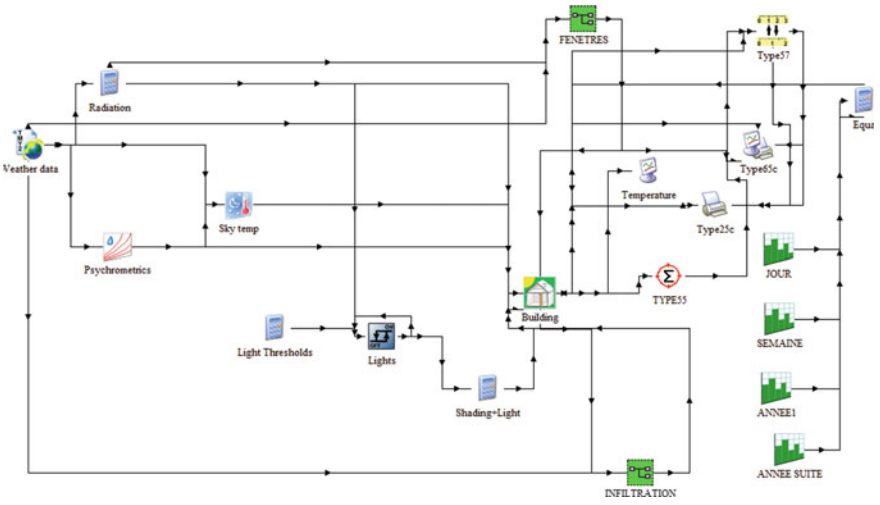 FENETRES
Type57
Radiation
Equa
Veather data
Type65c
Temperature
Sky temp
Type25c
Psychrometrics
JOUR
TYPE55
Building
Light Thresholds
Lights
SEMAINE
Shading+Light
ANNEE1
ANNEE SUITE
INFILTRATION